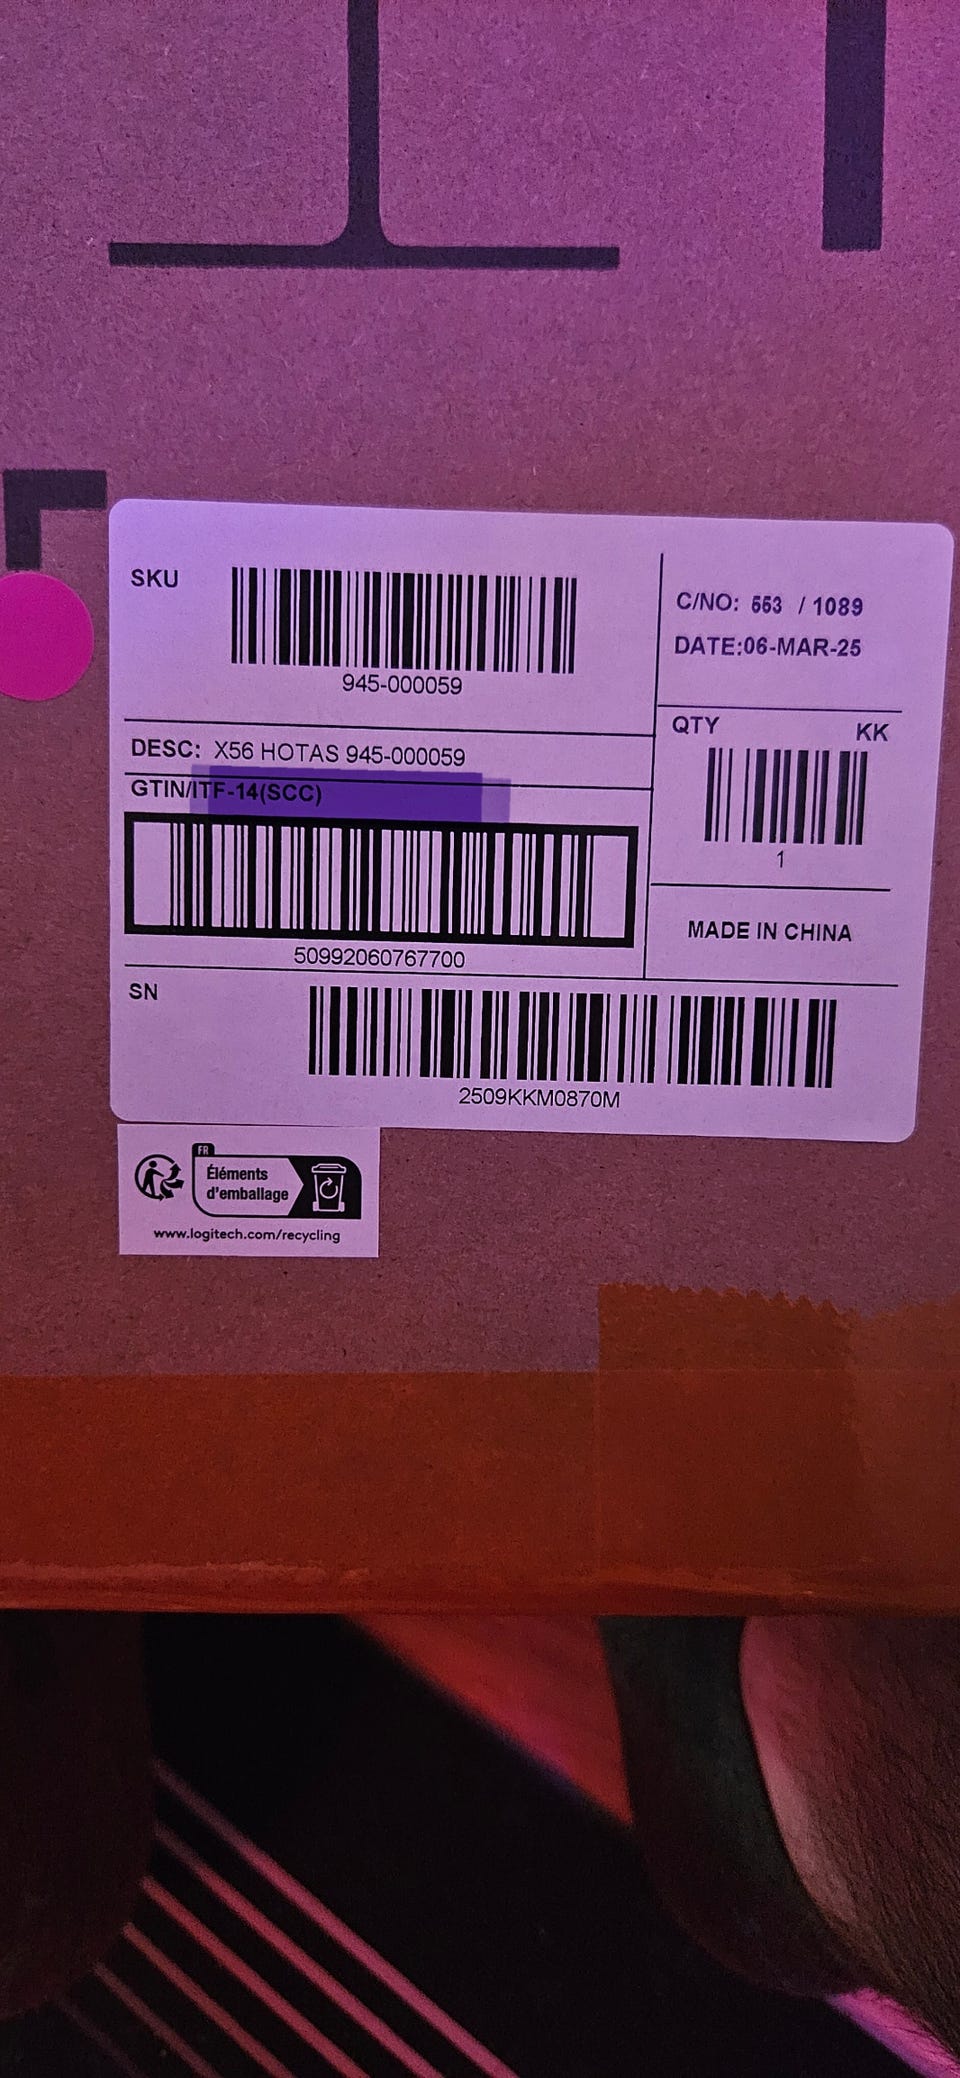 SKU
945-000059
C/NO: 553 / 1089
DATE:06-MAR-25
DESC: X56 HOTAS 945-000059
QTY KK
1
GTIN/ITF-14(SCC)
50992060767700
MADE IN CHINA
SN
2509KKM0870M
FR
Éléments
d'emballage
www.logitech.com/recycling